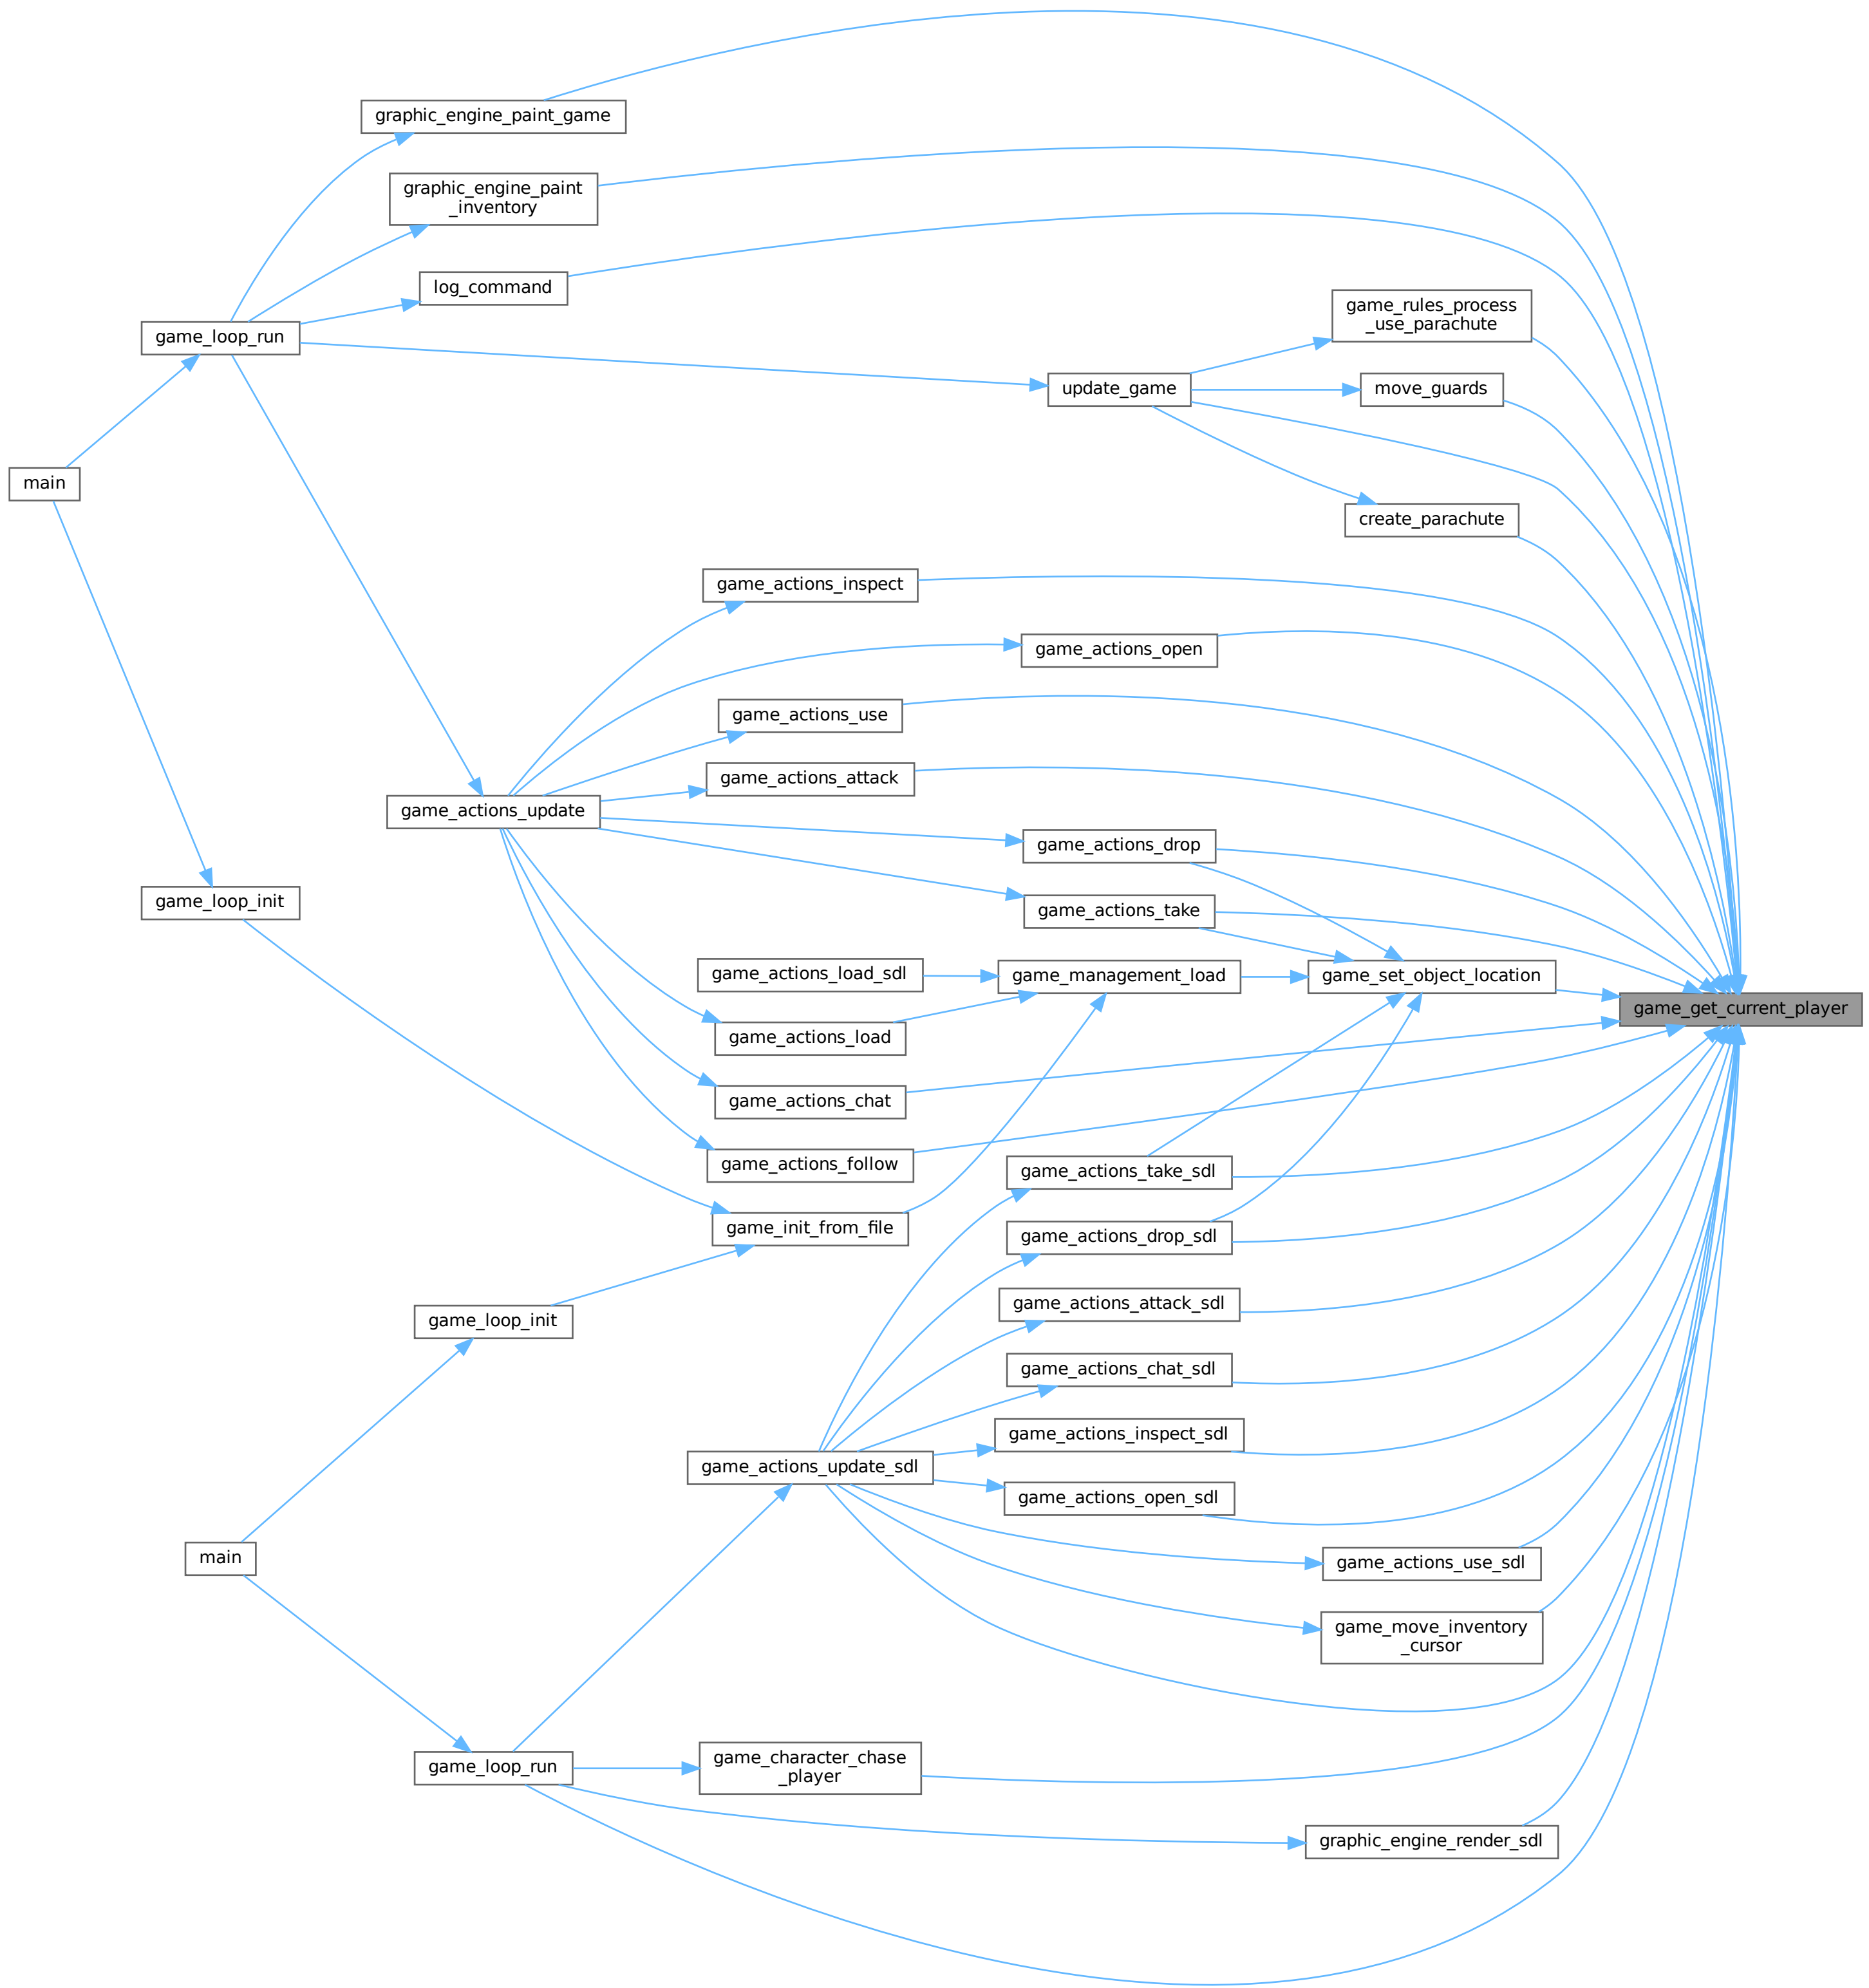 graphic_engine_paint_game
graphic_engine_paint
_inventory
log_command
game_rules_process
_use_parachute
game_loop_run
update_game
move_guards
main
create_parachute
game_actions_inspect
game_actions_open
game_actions_use
game_actions_attack
game_actions_update
game_actions_drop
game_loop_init
game_actions_take
game_actions_load_sdl
game_management_load
game_set_object_location
game_get_current_player
game_actions_load
game_actions_chat
game_actions_follow
game_actions_take_sdl
game_init_from_file
game_actions_drop_sdl
game_actions_attack_sdl
game_loop_init
game_actions_chat_sdl
game_actions_inspect_sdl
game_actions_update_sdl
game_actions_open_sdl
main
game_actions_use_sdl
game_move_inventory
_cursor
game_loop_run
game_character_chase
_player
graphic_engine_render_sdl